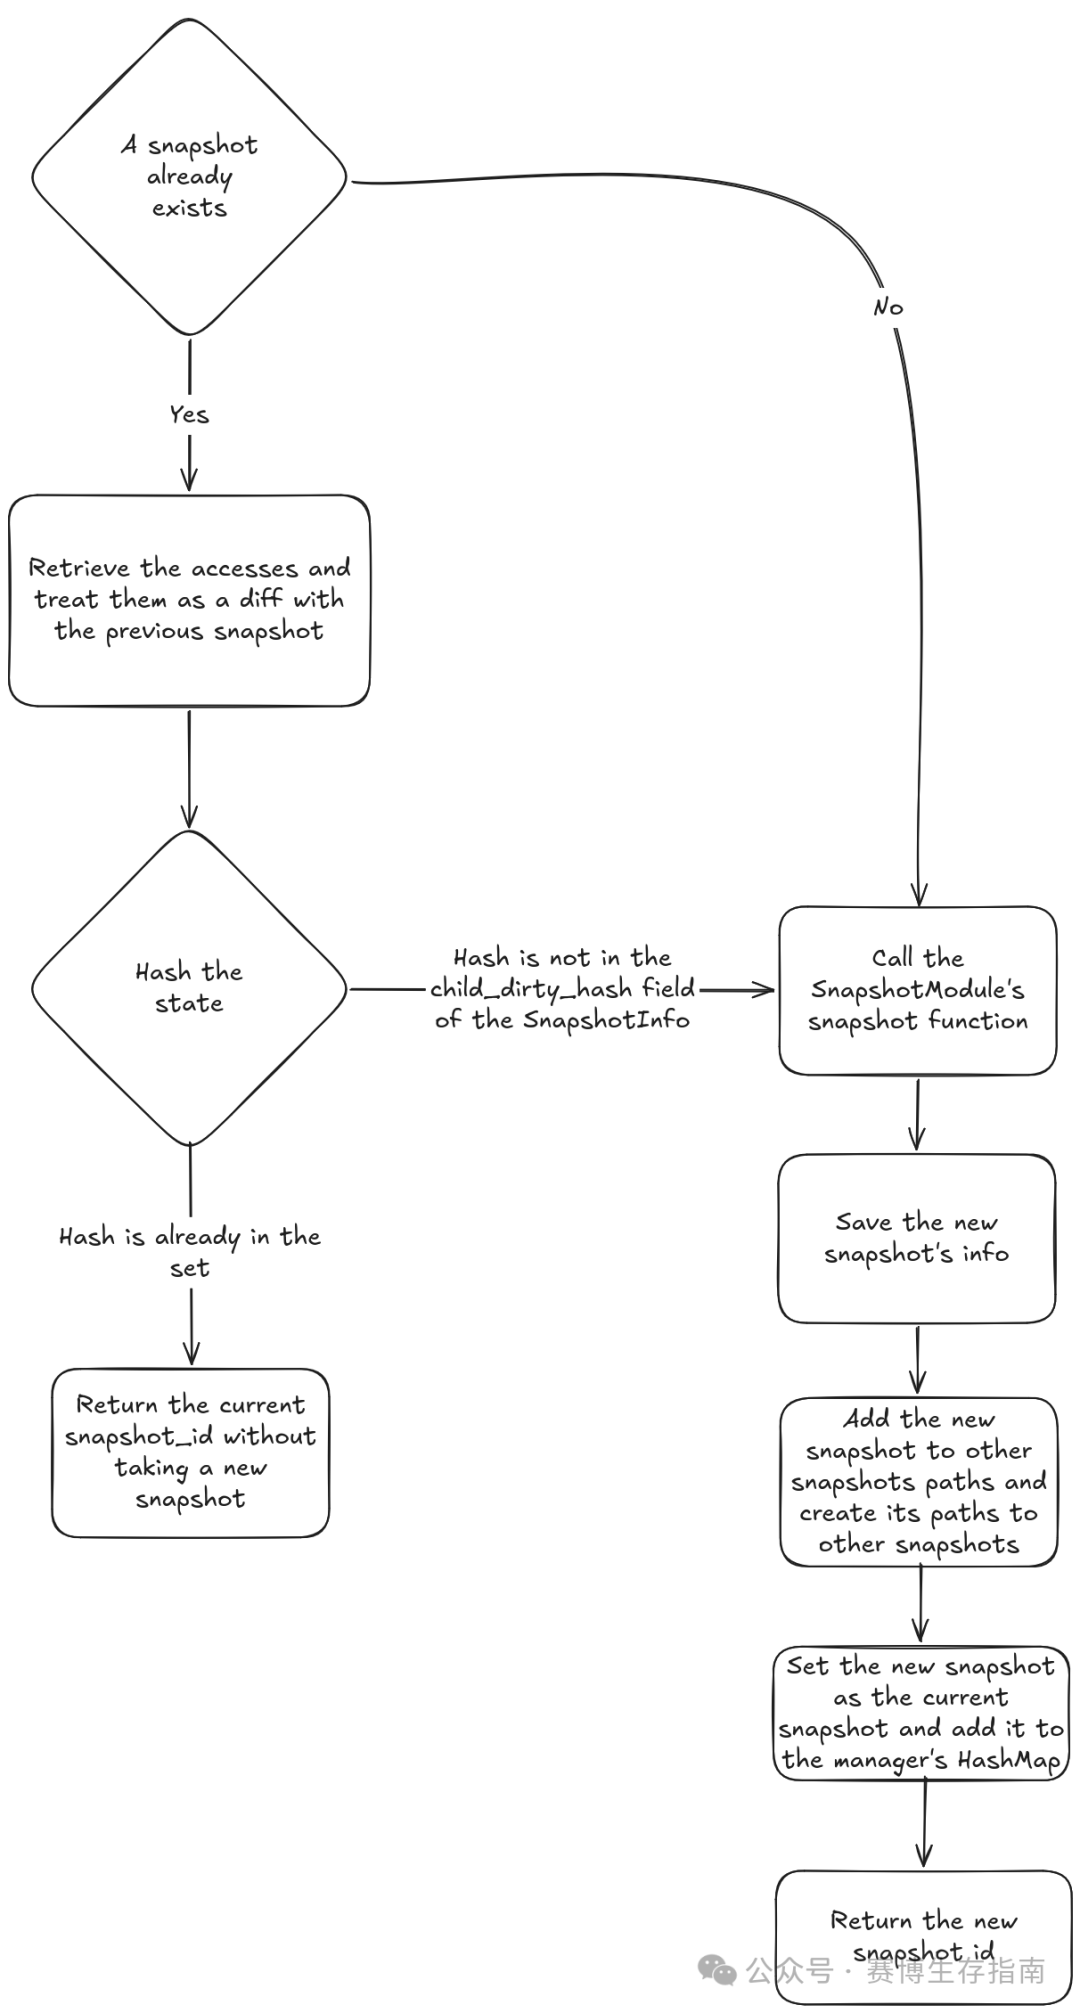 A snapshot
already
exists
No
Yes
Retrieve the accesses and
treat them as a diff with
the previous snapshot
Hash the
state
Hash is not in the
child_dirty_hash field
of the SnapshotInfo
Call the
SnapshotModule's
snapshot function
Save the new
snapshot's info
Hash is already in the
set
Return the current
snapshot_id without
taking a new
snapshot
Add the new
snapshot to other
snapshots paths and
create its paths to
other snapshots
Set the new snapshot
as the current
snapshot and add it to
the manager's HashMap
Return the new
snapshot id
公众号 · 赛博生存指南